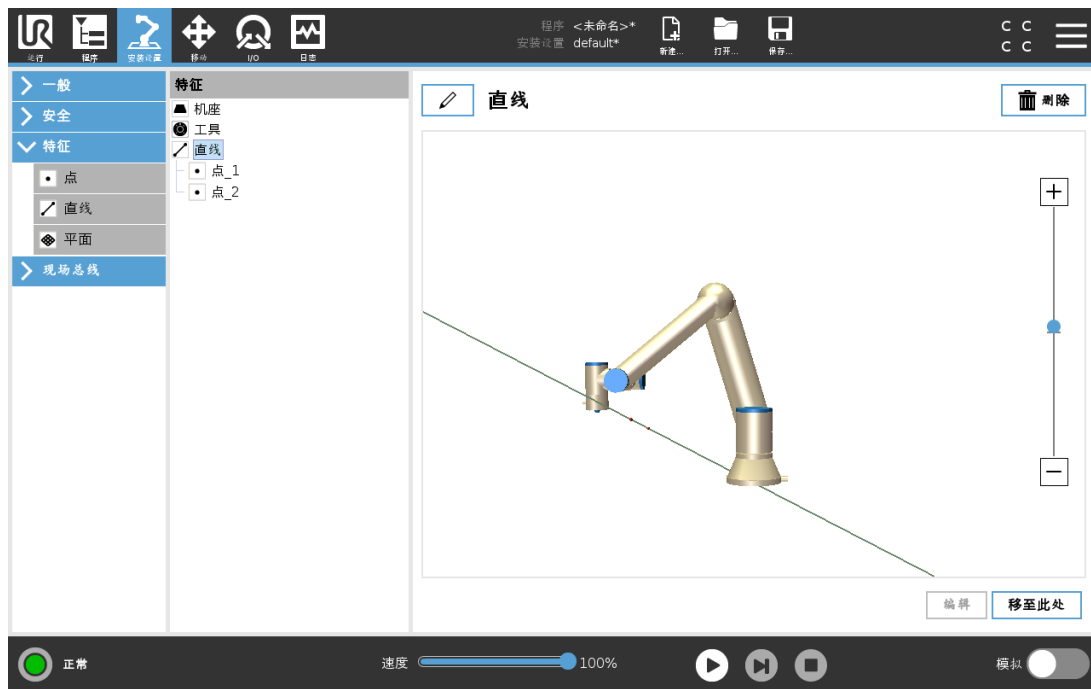 UR
运行
程序
安装设置
移动
I/O
日志
程序 <未命名>*
安装设置 default*
新建...
打开...
保存...
C C
C C
一般
安全
特征
点
直线
平面
现场总线
特征
机座
工具
直线
点_1
点_2
直线
删除
编辑
移至此处
正常
速度
100%
模拟